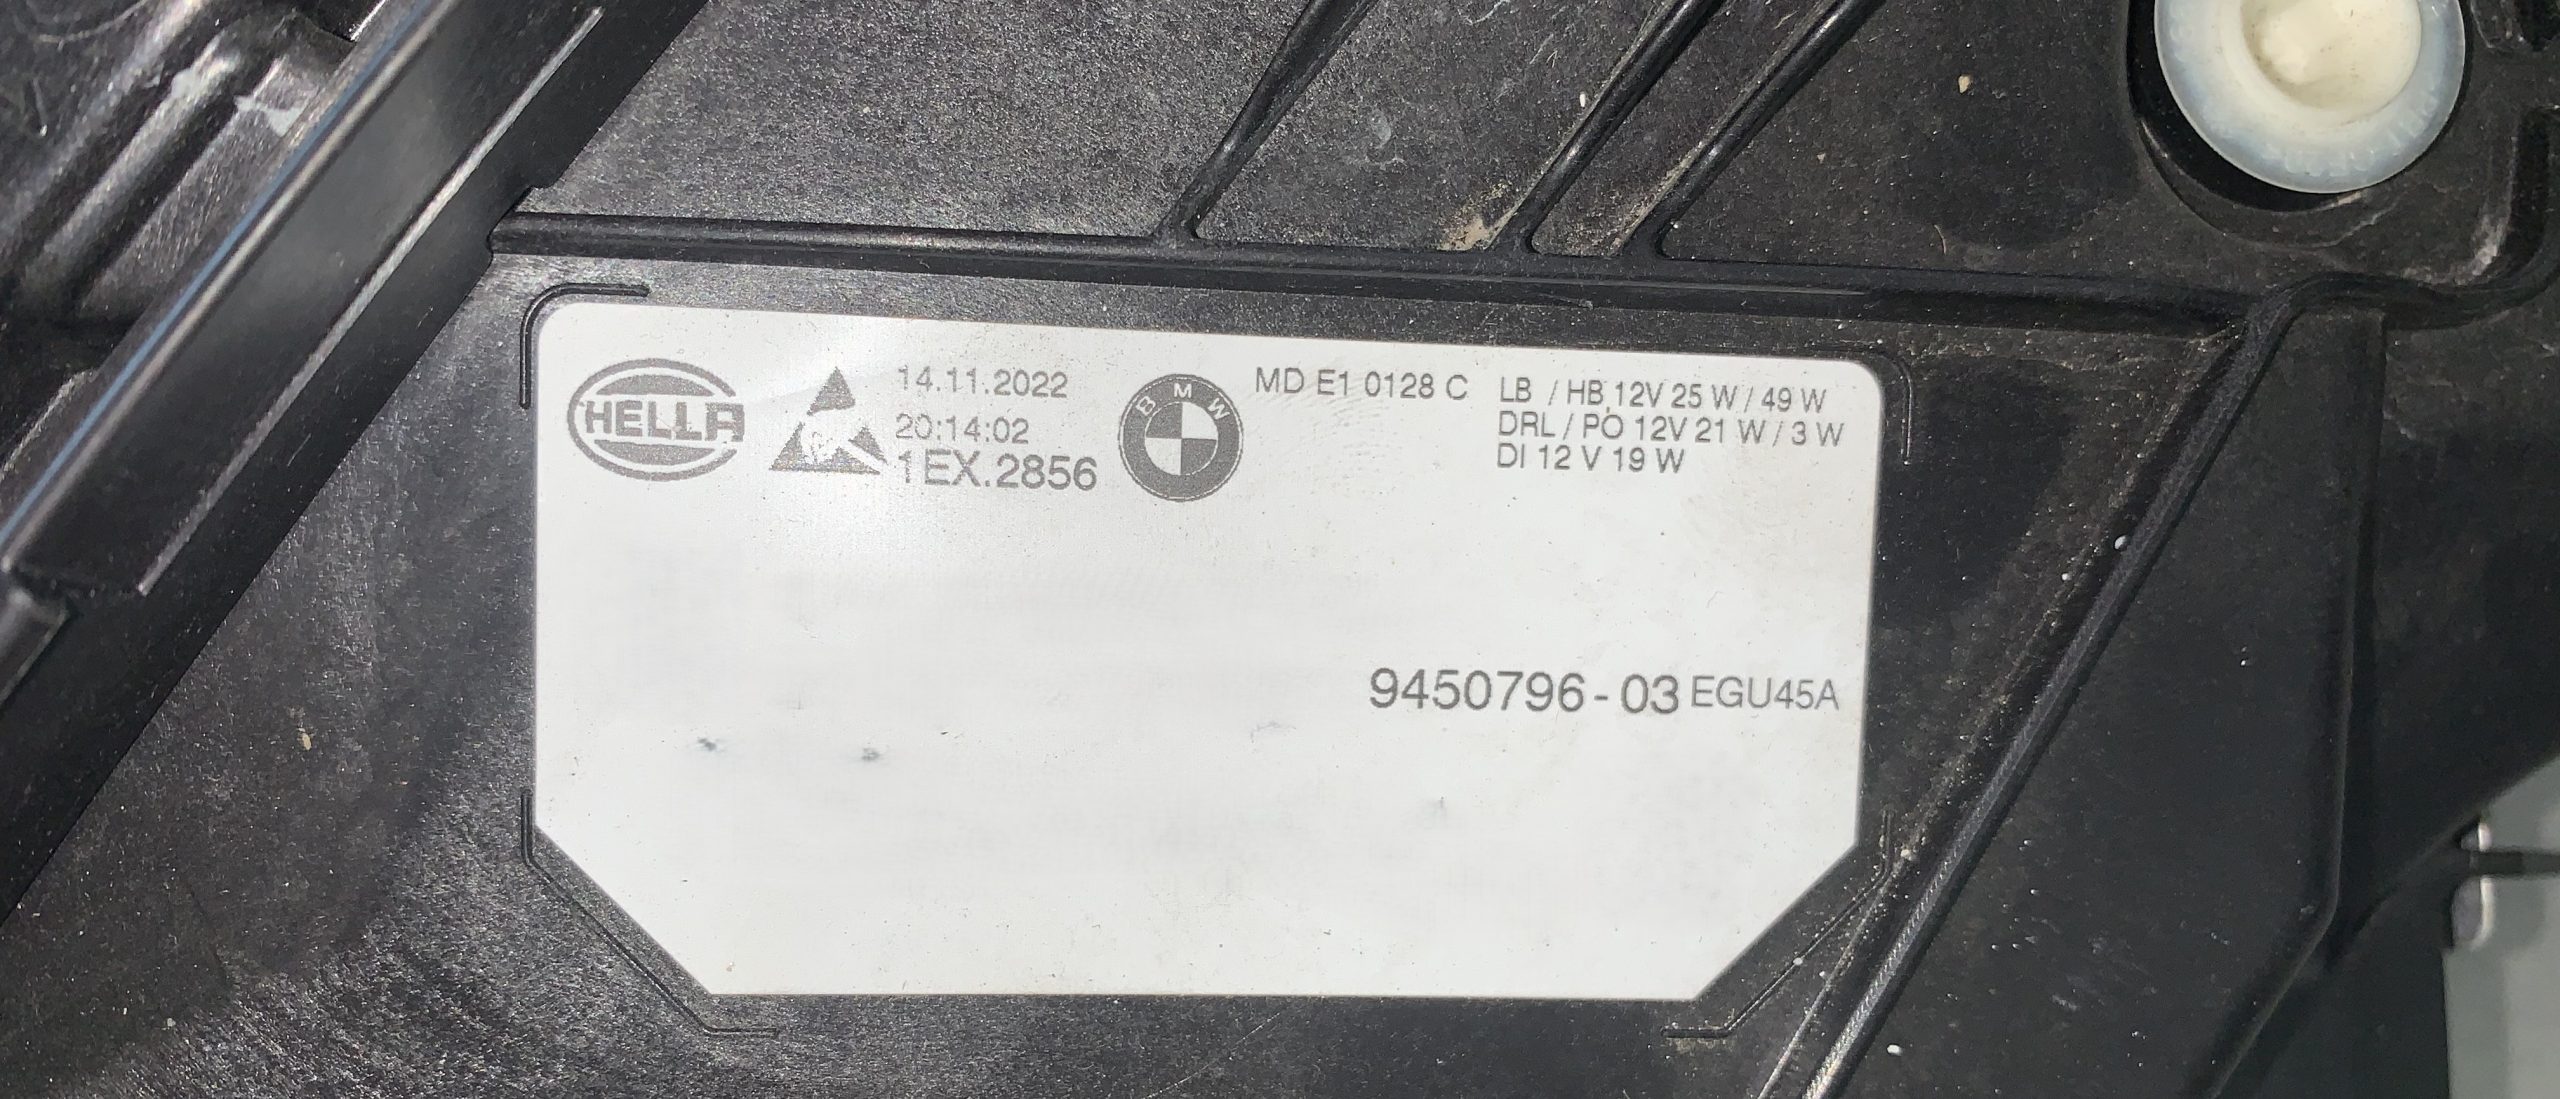 HELLA
14.11.2022
20:14:02
1EX.2856
BMW
MD E1 0128 C
LB / HB 12V 25 W / 49 W
DRL / PO 12V 21 W / 3 W
DI 12 V 19 W
9450796-03 EGU45A